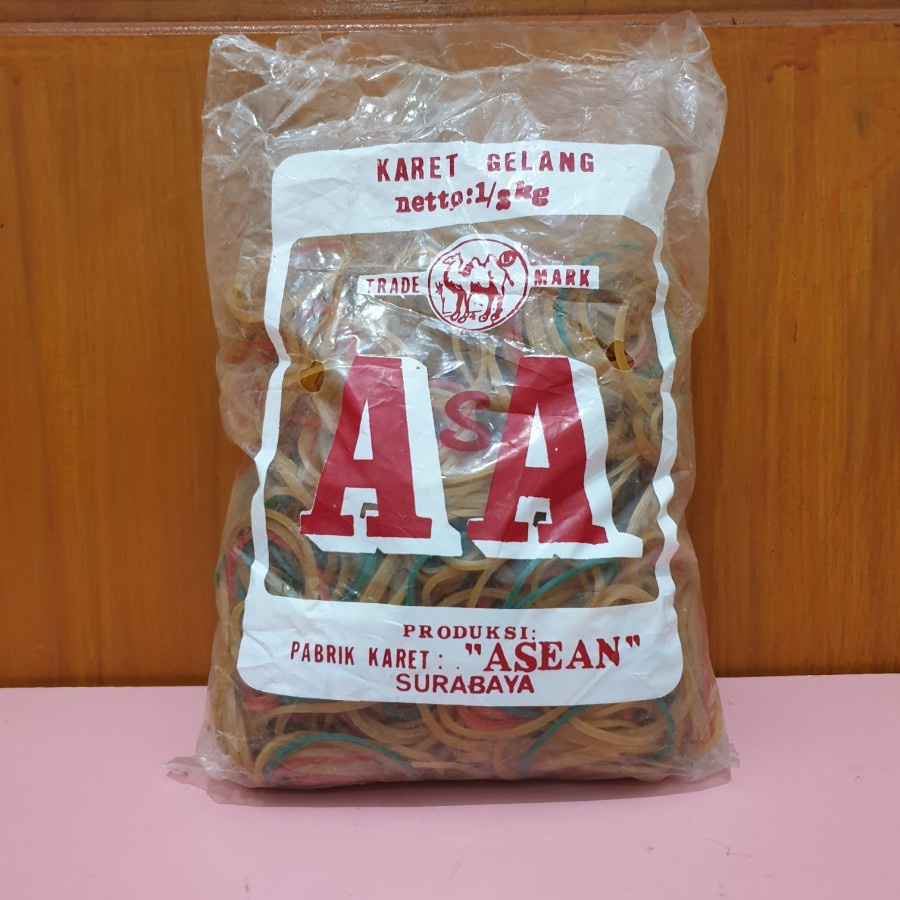 KARET GELANG
netto:1/2kg
TRADE MARK
AsA
PRODUKSI:
PABRIK KARET: . "ASEAN"
SURABAYA